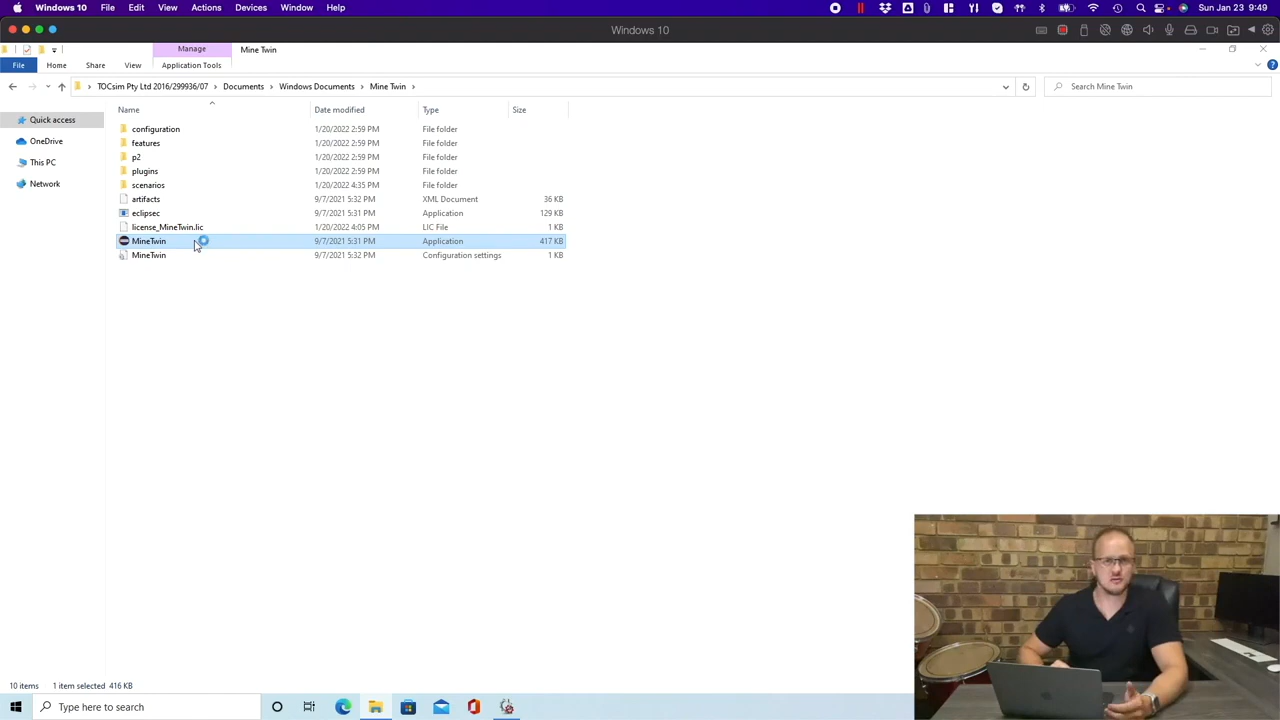 Windows 10 File Edit View Actions Devices Window Help Sun Jan 23 9:49
Windows 10
Manage Mine Twin
File Home Share View Application Tools
TOCsim Pty Ltd 2016/299936/07 Documents Windows Documents Mine Twin Search Mine Twin
Name Date modified Type Size
Quick access
OneDrive
This PC
Network
configuration 1/20/2022 2:59 PM File folder
features 1/20/2022 2:59 PM File folder
p2 1/20/2022 2:59 PM File folder
plugins 1/20/2022 2:59 PM File folder
scenarios 1/20/2022 4:35 PM File folder
artifacts 9/7/2021 5:32 PM XML Document 36 KB
eclipsec 9/7/2021 5:31 PM Application 129 KB
license_MineTwin.lic 1/20/2022 4:05 PM LIC File 1 KB
MineTwin 9/7/2021 5:31 PM Application 417 KB
MineTwin 9/7/2021 5:32 PM Configuration settings 1 KB
10 items 1 item selected 416 KB
Type here to search